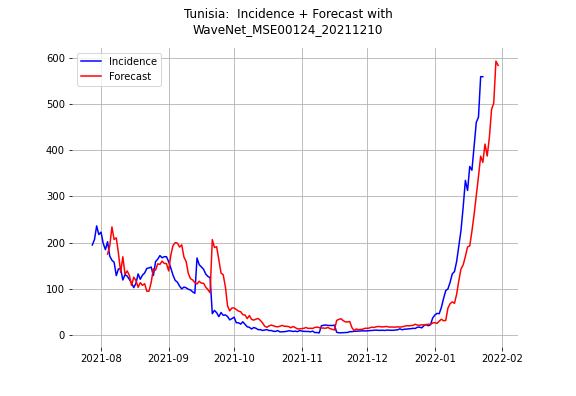 Tunisia:  Incidence + Forecast with
WaveNet_MSE00124_20211210
Incidence
Forecast
600
500
400
300
200
100
0
2021-08 2021-09 2021-10 2021-11 2021-12 2022-01 2022-02